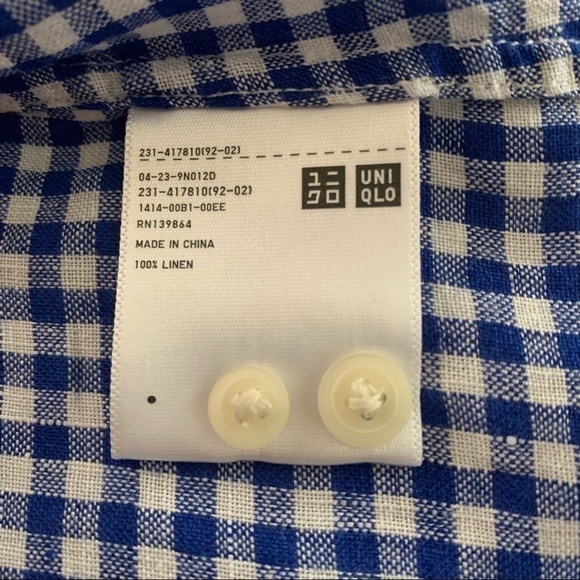 231-417810(92-02)
04-23-9N012D
231-417810(92-02)
1414-00B1-00EE
RN139864
MADE IN CHINA
100% LINEN
ユニ
クロ
UNI
QLO